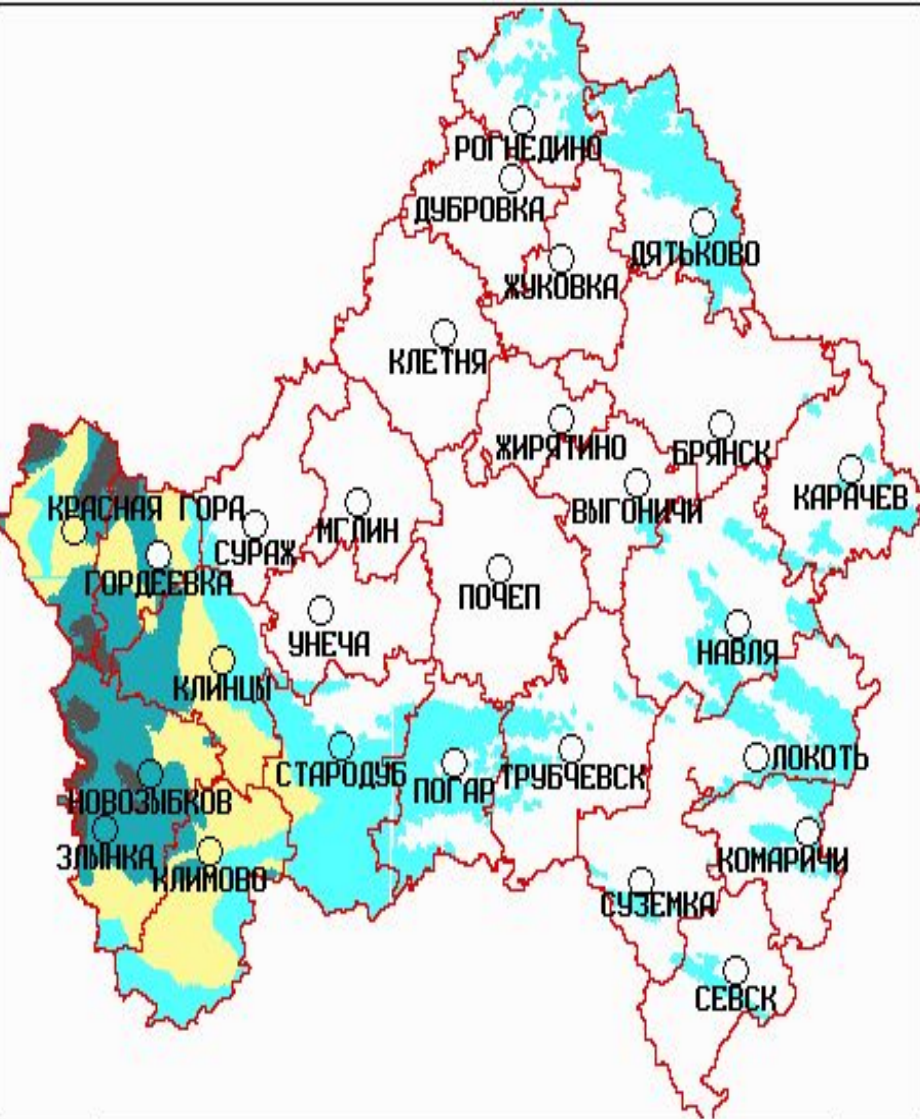 РОГНЕДИНО
ДУБРОВКА
ДЯТЬКОВО
ЖУКОВКА
КЛЕТНЯ
ЖИРЯТИНО
БРЯНСК
КАРАЧЕВ
ВЫГОНИЧИ
КРАСНАЯ ГОРА
МГЛИН
СУРАЖ
ГОРДЕЕВКА
ПОЧЕП
УНЕЧА
НАВЛЯ
КЛИНЦЫ
ЛОКОТЬ
СТАРОДУБ
ТРУБЧЕВСК
ПОГАР
НОВОЗЫБКОВ
ЗЛЫНКА
КОМАРИЧИ
КЛИМОВО
СУЗЕМКА
СЕВСК